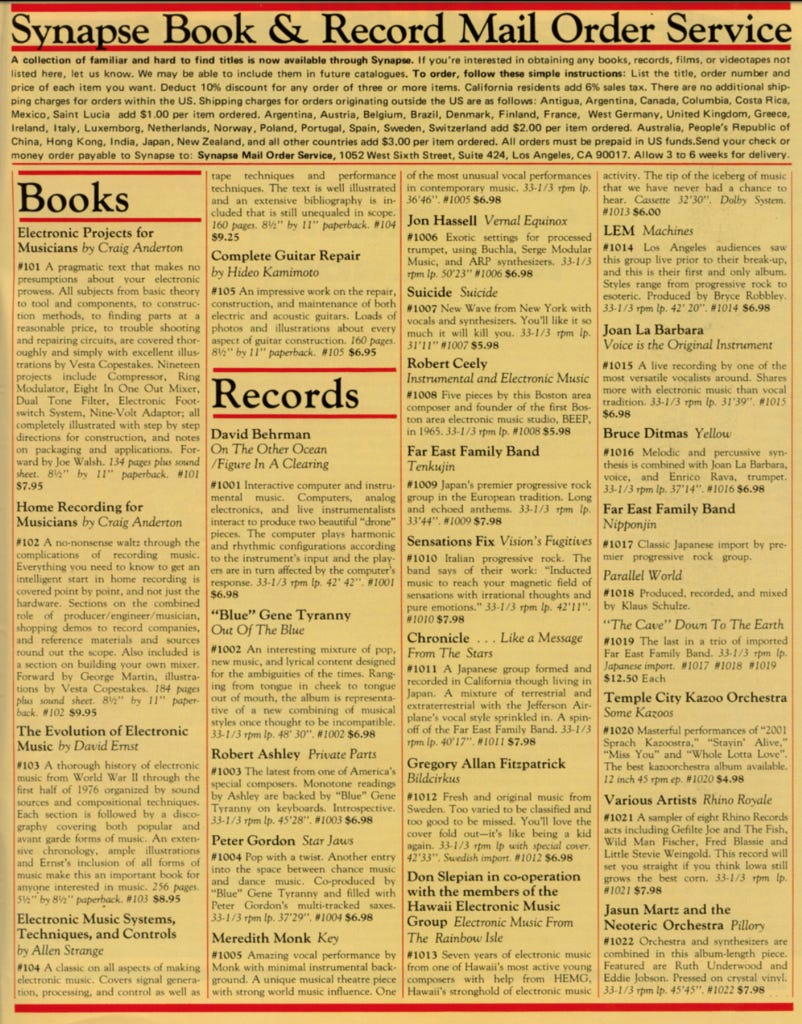 Synapse Book & Record Mail Order Service
A collection of familiar and hard to find titles is now available through Synapse. If you're interested in obtaining any books, records, films, or videotapes not
listed here, let us know. We may be able to include them in future catalogues. To order, follow these simple instructions: List the title, order number and
price of each item you want. Deduct 10% discount for any order of three or more items. California residents add 6% sales tax. There are no additional ship-
ping charges for orders within the US. Shipping charges for orders originating outside the US are as follows: Antigua, Argentina, Canada, Columbia, Costa Rica,
Mexico, Saint Lucia add $1.00 per item ordered. Argentina, Austria, Belgium, Brazil, Denmark, Finland, France, West Germany, United Kingdom, Greece,
Ireland, Italy, Luxemborg, Netherlands, Norway, Poland, Portugal, Spain, Sweden, Switzerland add $2.00 per item ordered. Australia, People's Republic of
China, Hong Kong, India, Japan, New Zealand, and all other countries add $3.00 per item ordered. All orders must be prepaid in US funds.Send your check or
money order payable to Synapse to: Synapse Mail Order Service, 1052 West Sixth Street, Suite 424, Los Angeles, CA 90017. Allow 3 to 6 weeks for delivery.
Books
Electronic Projects for
Musicians by Craig Anderton
#101 A pragmatic text that makes no
presumptions about your electronic
prowess. All subjects from basic theory
to tool and components, to construc-
tion methods, to finding parts at a
reasonable price, to trouble shooting
and repairing circuits, are covered thor-
oughly and simply with excellent illus-
trations by Vesta Copestakes. Nineteen
projects include Compressor, Ring
Modulator, Eight In One Out Mixer,
Dual Tone Filter, Electronic Foot-
switch System, Nine-Volt Adaptor; all
completely illustrated with step by step
directions for construction, and notes
on packaging and applications. For-
ward by Joe Walsh. 134 pages plus sound
sheet. 8½" by 11" paperback. #101
$7.95
Home Recording for
Musicians by Craig Anderton
#102 A no-nonsense waltz through the
complications of recording music.
Everything you need to know to get an
intelligent start in home recording is
covered point by point, and not just the
hardware. Sections on the combined
role of producer/engineer/musician,
shopping demos to record companies,
and reference materials and sources
round out the scope. Also included is
a section on building your own mixer.
Forward by George Martin, illustra-
tions by Vesta Copestakes. 184 pages
plus sound sheet. 8½" by 11" paper-
back. #102 $9.95
The Evolution of Electronic
Music by David Ernst
#103 A thorough history of electronic
music from World War II through the
first half of 1976 organized by sound
sources and compositional techniques.
Each section is followed by a disco-
graphy covering both popular and
avant garde forms of music. An exten-
sive chronology, ample illustrations
and Ernst's inclusion of all forms of
music make this an important book for
anyone interested in music. 256 pages.
5½" by 8½" paperback. #103 $8.95
Electronic Music Systems,
Techniques, and Controls
by Allen Strange
#104 A classic on all aspects of making
electronic music. Covers signal genera-
tion, processing, and control as well as
tape techniques and performance
techniques. The text is well illustrated
and an extensive bibliography is in-
cluded that is still unequaled in scope.
160 pages. 8½" by 11" paperback. #104
$9.25
Complete Guitar Repair
by Hideo Kamimoto
#105 An impressive work on the repair,
construction, and maintenance of both
electric and acoustic guitars. Loads of
photos and illustrations about every
aspect of guitar construction. 160 pages.
8½" by 11" paperback. #105 $6.95
Records
David Behrman
On The Other Ocean
/Figure In A Clearing
#1001 Interactive computer and instru-
mental music. Computers, analog
electronics, and live instrumentalists
interact to produce two beautiful "drone"
pieces. The computer plays harmonic
and rhythmic configurations according
to the instrument's input and the play-
ers are in turn affected by the computer's
response. 33-1/3 rpm lp. 42' 42". #1001
$6.98
"Blue" Gene Tyranny
Out Of The Blue
#1002 An interesting mixture of pop,
new music, and lyrical content designed
for the ambiguities of the times. Rang-
ing from tongue in cheek to tongue
out of mouth, the album is representa-
tive of a new combining of musical
styles once thought to be incompatible.
33-1/3 rpm lp. 48' 30". #1002 $6.98
Robert Ashley Private Parts
#1003 The latest from one of America's
special composers. Monotone readings
by Ashley are backed by "Blue" Gene
Tyranny on keyboards. Introspective.
33-1/3 rpm lp. 45'28". #1003 $6.98
Peter Gordon Star Jaws
#1004 Pop with a twist. Another entry
into the space between chance music
and dance music. Co-produced by
"Blue" Gene Tyranny and filled with
Peter Gordon's multi-tracked saxes.
33-1/3 rpm lp. 37'29". #1004 $6.98
Meredith Monk Key
#1005 Amazing vocal performance by
Monk with minimal instrumental back-
ground. A unique musical theatre piece
with strong world music influence. One
of the most unusual vocal performances
in contemporary music. 33-1/3 rpm lp.
36'46". #1005 $6.98
Jon Hassell Vernal Equinox
#1006 Exotic settings for processed
trumpet, using Buchla, Serge Modular
Music, and ARP synthesizers. 33-1/3
rpm lp. 50'23" #1006 $6.98
Suicide Suicide
#1007 New Wave from New York with
vocals and synthesizers. You'll like it so
much it will kill you. 33-1/3 rpm lp.
31'11" #1007 $5.98
Robert Ceely
Instrumental and Electronic Music
#1008 Five pieces by this Boston area
composer and founder of the first Bos-
ton area electronic music studio, BEEP,
in 1965. 33-1/3 rpm lp. #1008 $5.98
Far East Family Band
Tenkujin
#1009 Japan's premier progressive rock
group in the European tradition. Long
and echoed anthems. 33-1/3 rpm lp.
33'44". #1009 $7.98
Sensations Fix Vision's Fugitives
#1010 Italian progressive rock. The
band says of their work: "Inducted
music to reach your magnetic field of
sensations with irrational thoughts and
pure emotions." 33-1/3 rpm lp. 42'11".
#1010 $7.98
Chronicle . . . Like a Message
From The Stars
#1011 A Japanese group formed and
recorded in California though living in
Japan. A mixture of terrestrial and
extraterrestrial with the Jefferson Air-
plane's vocal style sprinkled in. A spin-
off of the Far East Family Band. 33-1/3
rpm lp. 40'17". #1011 $7.98
Gregory Allan Fitzpatrick
Bildcirkus
#1012 Fresh and original music from
Sweden. Too varied to be classified and
too good to be missed. You'll love the
cover fold out—it's like being a kid
again. 33-1/3 rpm lp with special cover.
42'33". Swedish import. #1012 $6.98
Don Slepian in co-operation
with the members of the
Hawaii Electronic Music
Group Electronic Music From
The Rainbow Isle
#1013 Seven years of electronic music
from one of Hawaii's most active young
composers with help from HEMG,
Hawaii's stronghold of electronic music
activity. The tip of the iceberg of music
that we have never had a chance to
hear. Cassette 32'30". Dolby System.
#1013 $6.00
LEM Machines
#1014 Los Angeles audiences saw
this group live prior to their break-up,
and this is their first and only album.
Styles range from progressive rock to
esoteric. Produced by Bryce Robbley.
33-1/3 rpm lp. 42' 20". #1014 $6.98
Joan La Barbara
Voice is the Original Instrument
#1015 A live recording by one of the
most versatile vocalists around. Shares
more with electronic music than vocal
tradition. 33-1/3 rpm lp. 31'39". #1015
$6.98
Bruce Ditmas Yellow
#1016 Melodic and percussive syn-
thesis is combined with Joan La Barbara,
voice, and Enrico Rava, trumpet.
33-1/3 rpm lp. 37'14". #1016 $6.98
Far East Family Band
Nipponjin
#1017 Classic Japanese import by pre-
mier progressive rock group.
Parallel World
#1018 Produced, recorded, and mixed
by Klaus Schulze.
"The Cave" Down To The Earth
#1019 The last in a trio of imported
Far East Family Band. 33-1/3 rpm lp.
Japanese import. #1017 #1018 #1019
$12.50 Each
Temple City Kazoo Orchestra
Some Kazoos
#1020 Masterful performances of "2001
Sprach Kazoostra," "Stayin' Alive,"
"Miss You" and "Whole Lotta Love".
The best kazoorchestra album available.
12 inch 45 rpm ep. #1020 $4.98
Various Artists Rhino Royale
#1021 A sampler of eight Rhino Records
acts including Gefilte Joe and The Fish,
Wild Man Fischer, Fred Blassie and
Little Stevie Weingold. This record will
set you straight if you think Iowa still
grows the best corn. 33-1/3 rpm lp.
#1021 $7.98
Jasun Martz and the
Neoteric Orchestra Pillory
#1022 Orchestra and synthesizers are
combined in this album-length piece.
Featured are Ruth Underwood and
Eddie Jobson. Pressed on crystal vinyl.
33-1/3 rpm lp. 45'45". #1022 $7.98